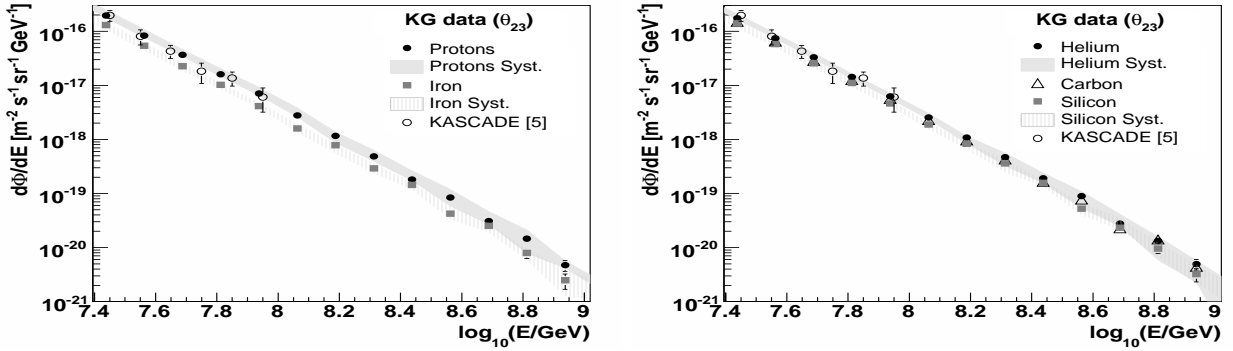 KG data (θ23)
Protons
Protons Syst.
Iron
Iron Syst.
KASCADE [5]
dΦ/dE [m-2 s-1 sr-1 GeV-1]
10-16
10-17
10-18
10-19
10-20
10-21
7.4 7.6 7.8 8 8.2 8.4 8.6 8.8 9
log10(E/GeV)
KG data (θ23)
Helium
Helium Syst.
Carbon
Silicon
Silicon Syst.
KASCADE [5]
dΦ/dE [m-2 s-1 sr-1 GeV-1]
10-16
10-17
10-18
10-19
10-20
10-21
7.4 7.6 7.8 8 8.2 8.4 8.6 8.8 9
log10(E/GeV)